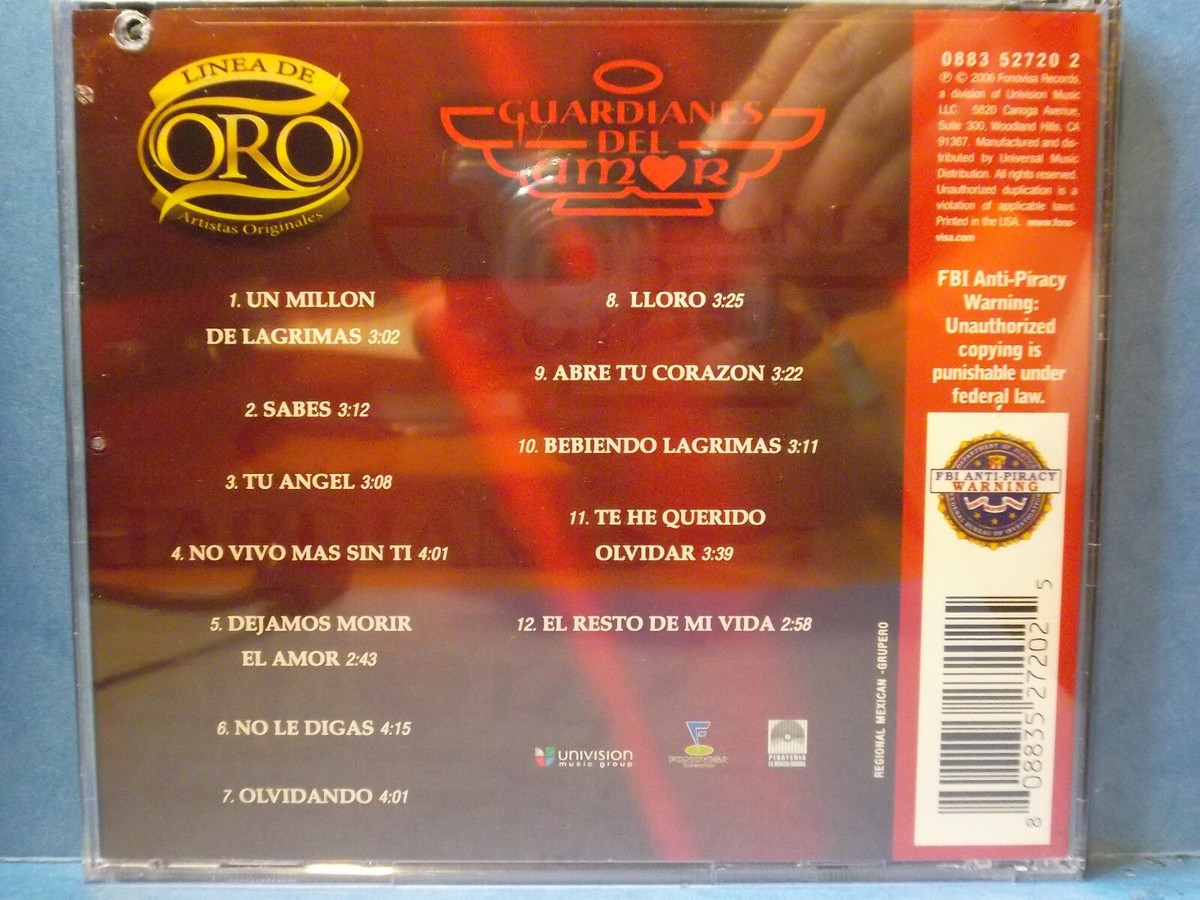 LINEA DE
ORO
Artistas Originales
GUARDIANES
DEL
AMOR
1. UN MILLON
DE LAGRIMAS 3:02
2. SABES 3:12
3. TU ANGEL 3:08
4. NO VIVO MAS SIN TI 4:01
5. DEJAMOS MORIR
EL AMOR 2:43
6. NO LE DIGAS 4:15
7. OLVIDANDO 4:01
8. LLORO 3:25
9. ABRE TU CORAZON 3:22
10. BEBIENDO LAGRIMAS 3:11
11. TE HE QUERIDO
OLVIDAR 3:39
12. EL RESTO DE MI VIDA 2:58
univision
music group
FONOVISA
PIRATERIA
REGIONAL MEXICAN -GRUPERO
0883 52720 2
℗ © 2006 Fonovisa Records,
a division of Univision Music
LLC. 5820 Canoga Avenue,
Suite 300, Woodland Hills, CA
91367. Manufactured and dis-
tributed by Universal Music
Distribution. All rights reserved.
Unauthorized duplication is a
violation of applicable laws.
Printed in the USA. www.fono-
visa.com
FBI Anti-Piracy
Warning:
Unauthorized
copying is
punishable under
federal law.
FBI ANTI-PIRACY
WARNING
8 08835 27202 5